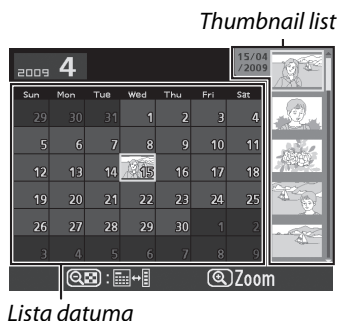 Thumbnail list
2009 4
15/04
/2009
Sun Mon Tue Wed Thu Fri Sat
29 30 31 1 2 3 4
5 6 7 8 9 10 11
12 13 14 15 16 17 18
19 20 21 22 23 24 25
26 27 28 29 30 1 2
3 4 5 6 7 8 9
: Zoom
Lista datuma